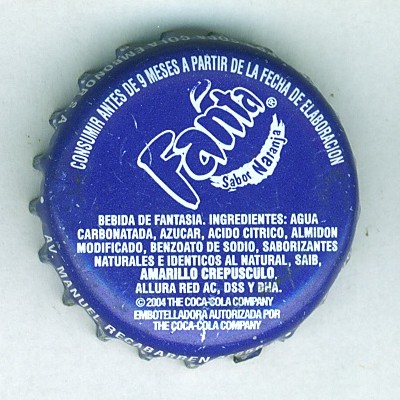 CONSUMIR ANTES DE 9 MESES A PARTIR DE LA FECHA DE ELABORACION
Fanta®
Sabor Naranja
BEBIDA DE FANTASIA. INGREDIENTES: AGUA
CARBONATADA, AZUCAR, ACIDO CITRICO, ALMIDON
MODIFICADO, BENZOATO DE SODIO, SABORIZANTES
NATURALES E IDENTICOS AL NATURAL, SAIB,
AMARILLO CREPUSCULO,
ALLURA RED AC, DSS Y DHA.
© 2004 THE COCA-COLA COMPANY
EMBOTELLADORA AUTORIZADA POR
THE COCA-COLA COMPANY
AV. MANUEL RECABARREN